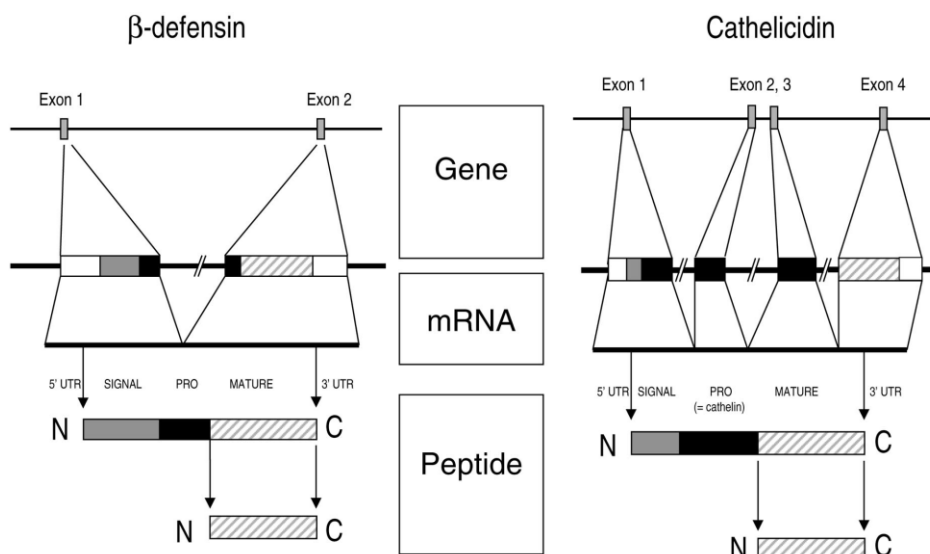 β-defensin
Cathelicidin
Exon 1
Exon 2
Exon 1
Exon 2, 3
Exon 4
Gene
mRNA
5' UTR
SIGNAL
PRO
MATURE
3' UTR
5' UTR
SIGNAL
PRO
(= cathelin)
MATURE
3' UTR
N
C
N
C
Peptide
N
C
N
C